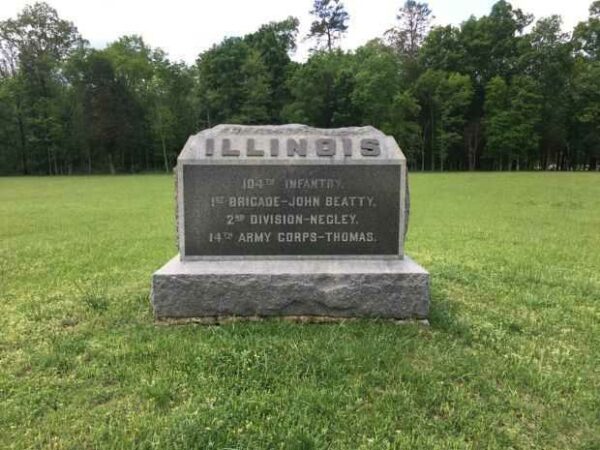 ILLINOIS
104TH INFANTRY.
1ST BRIGADE-JOHN BEATTY.
2ND DIVISION-NEGLEY.
14TH ARMY CORPS-THOMAS.